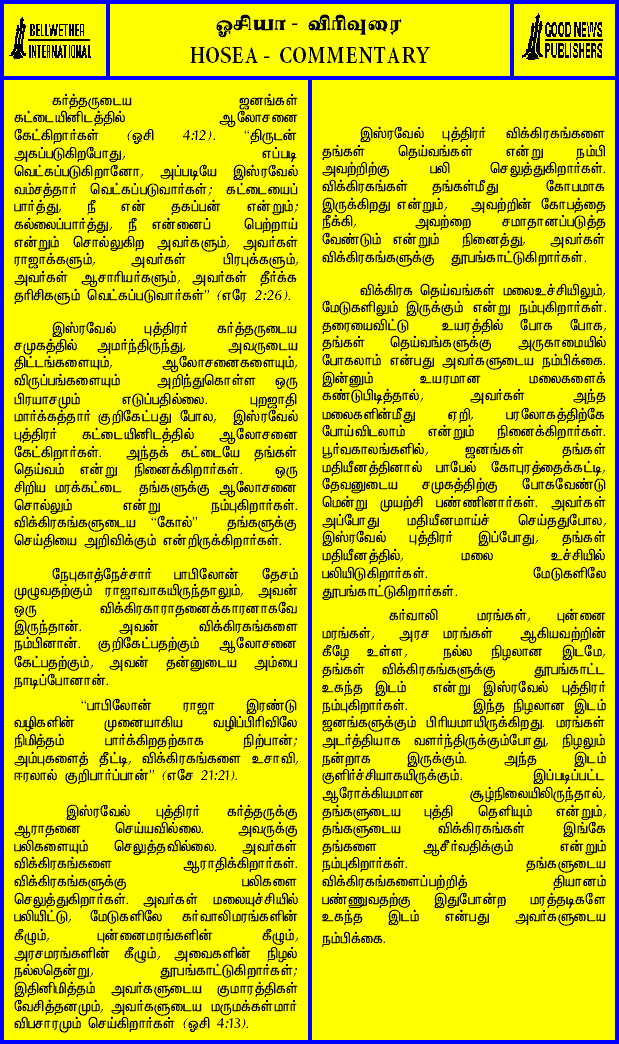 BELLWETHER
INTERNATIONAL
ஓசியா - விரிவுரை
HOSEA - COMMENTARY
GOOD NEWS
PUBLISHERS
கர்த்தருடைய ஜனங்கள்
கட்டையினிடத்தில் ஆலோசனை
கேட்கிறார்கள் (ஓசி 4:12). “திருடன்
அகப்படுகிறபோது, எப்படி
வெட்கப்படுகிறானோ, அப்படியே இஸ்ரவேல்
வம்சத்தார் வெட்கப்படுவார்கள்; கட்டையைப்
பார்த்து, நீ என் தகப்பன் என்றும்;
கல்லைப்பார்த்து, நீ என்னைப் பெற்றாய்
என்றும் சொல்லுகிற அவர்களும், அவர்கள்
ராஜாக்களும், அவர்கள் பிரபுக்களும்,
அவர்கள் ஆசாரியர்களும், அவர்கள் தீர்க்க
தரிசிகளும் வெட்கப்படுவார்கள்” (எரே 2:26).
இஸ்ரவேல் புத்திரர் கர்த்தருடைய
சமுகத்தில் அமர்ந்திருந்து, அவருடைய
திட்டங்களையும், ஆலோசனைகளையும்,
விருப்பங்களையும் அறிந்துகொள்ள ஒரு
பிரயாசமும் எடுப்பதில்லை. புறஜாதி
மார்க்கத்தார் குறிகேட்பது போல, இஸ்ரவேல்
புத்திரர் கட்டையினிடத்தில் ஆலோசனை
கேட்கிறார்கள். அந்தக் கட்டையே தங்கள்
தெய்வம் என்று நினைக்கிறார்கள். ஒரு
சிறிய மரக்கட்டை தங்களுக்கு ஆலோசனை
சொல்லும் என்று நம்புகிறார்கள்.
விக்கிரகங்களுடைய “கோல்” தங்களுக்கு
செய்தியை அறிவிக்கும் என்றிருக்கிறார்கள்.
நேபுகாத்நேச்சார் பாபிலோன் தேசம்
முழுவதற்கும் ராஜாவாகயிருந்தாலும், அவன்
ஒரு விக்கிரகாராதனைக்காரனாகவே
இருந்தான். அவன் விக்கிரகங்களை
நம்பினான். குறிகேட்பதற்கும் ஆலோசனை
கேட்பதற்கும், அவன் தன்னுடைய அம்பை
நாடிப்போனான்.
“பாபிலோன் ராஜா இரண்டு
வழிகளின் முனையாகிய வழிப்பிரிவிலே
நிமித்தம் பார்க்கிறதற்காக நிற்பான்;
அம்புகளைத் தீட்டி, விக்கிரகங்களை உசாவி,
ஈரலால் குறிபார்ப்பான்” (எசே 21:21).
இஸ்ரவேல் புத்திரர் கர்த்தருக்கு
ஆராதனை செய்யவில்லை. அவருக்கு
பலிகளையும் செலுத்தவில்லை. அவர்கள்
விக்கிரகங்களை ஆராதிக்கிறார்கள்.
விக்கிரகங்களுக்கு பலிகளை
செலுத்துகிறார்கள். அவர்கள் மலையுச்சியில்
பலியிட்டு, மேடுகளிலே கர்வாலிமரங்களின்
கீழும், புன்னைமரங்களின் கீழும்,
அரசமரங்களின் கீழும், அவைகளின் நிழல்
நல்லதென்று, தூபங்காட்டுகிறார்கள்;
இதினிமித்தம் அவர்களுடைய குமாரத்திகள்
வேசித்தனமும், அவர்களுடைய மருமக்கள்மார்
விபசாரமும் செய்கிறார்கள் (ஓசி 4:13).
இஸ்ரவேல் புத்திரர் விக்கிரகங்களை
தங்கள் தெய்வங்கள் என்று நம்பி
அவற்றிற்கு பலி செலுத்துகிறார்கள்.
விக்கிரகங்கள் தங்கள்மீது கோபமாக
இருக்கிறது என்றும், அவற்றின் கோபத்தை
நீக்கி, அவற்றை சமாதானப்படுத்த
வேண்டும் என்றும் நினைத்து, அவர்கள்
விக்கிரகங்களுக்கு தூபங்காட்டுகிறார்கள்.
விக்கிரக தெய்வங்கள் மலைஉச்சியிலும்,
மேடுகளிலும் இருக்கும் என்று நம்புகிறார்கள்.
தரையைவிட்டு உயரத்தில் போக போக,
தங்கள் தெய்வங்களுக்கு அருகாமையில்
போகலாம் என்பது அவர்களுடைய நம்பிக்கை.
இன்னும் உயரமான மலைகளைக்
கண்டுபிடித்தால், அவர்கள் அந்த
மலைகளின்மீது ஏறி, பரலோகத்திற்கே
போய்விடலாம் என்றும் நினைக்கிறார்கள்.
பூர்வகாலங்களில், ஜனங்கள் தங்கள்
மதியீனத்தினால் பாபேல் கோபுரத்தைக்கட்டி,
தேவனுடைய சமுகத்திற்கு போகவேண்டு
மென்று முயற்சி பண்ணினார்கள். அவர்கள்
அப்போது மதியீனமாய்ச் செய்ததுபோல,
இஸ்ரவேல் புத்திரர் இப்போது, தங்கள்
மதியீனத்தில், மலை உச்சியில்
பலியிடுகிறார்கள். மேடுகளிலே
தூபங்காட்டுகிறார்கள்.
கர்வாலி மரங்கள், புன்னை
மரங்கள், அரச மரங்கள் ஆகியவற்றின்
கீழே உள்ள, நல்ல நிழலான இடமே,
தங்கள் விக்கிரகங்களுக்கு தூபங்காட்ட
உகந்த இடம் என்று இஸ்ரவேல் புத்திரர்
நம்புகிறார்கள். இந்த நிழலான இடம்
ஜனங்களுக்கும் பிரியமாயிருக்கிறது. மரங்கள்
அடர்த்தியாக வளர்ந்திருக்கும்போது, நிழலும்
நன்றாக இருக்கும். அந்த இடம்
குளிர்ச்சியாகயிருக்கும். இப்படிப்பட்ட
ஆரோக்கியமான சூழ்நிலையிலிருந்தால்,
தங்களுடைய புத்தி தெளியும் என்றும்,
தங்களுடைய விக்கிரகங்கள் இங்கே
தங்களை ஆசீர்வதிக்கும் என்றும்
நம்புகிறார்கள். தங்களுடைய
விக்கிரகங்களைப்பற்றித் தியானம்
பண்ணுவதற்கு இதுபோன்ற மரத்தடிகளே
உகந்த இடம் என்பது அவர்களுடைய
நம்பிக்கை.